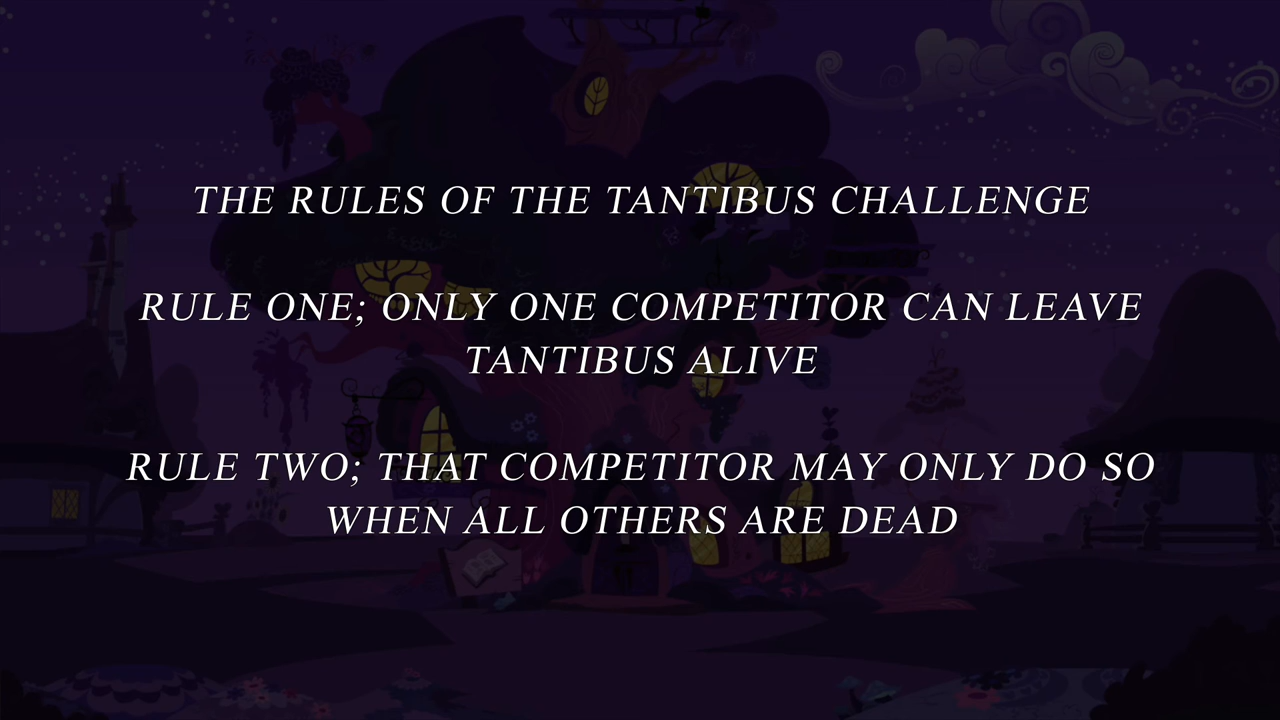 THE RULES OF THE TANTIBUS CHALLENGE
RULE ONE; ONLY ONE COMPETITOR CAN LEAVE
TANTIBUS ALIVE
RULE TWO; THAT COMPETITOR MAY ONLY DO SO
WHEN ALL OTHERS ARE DEAD